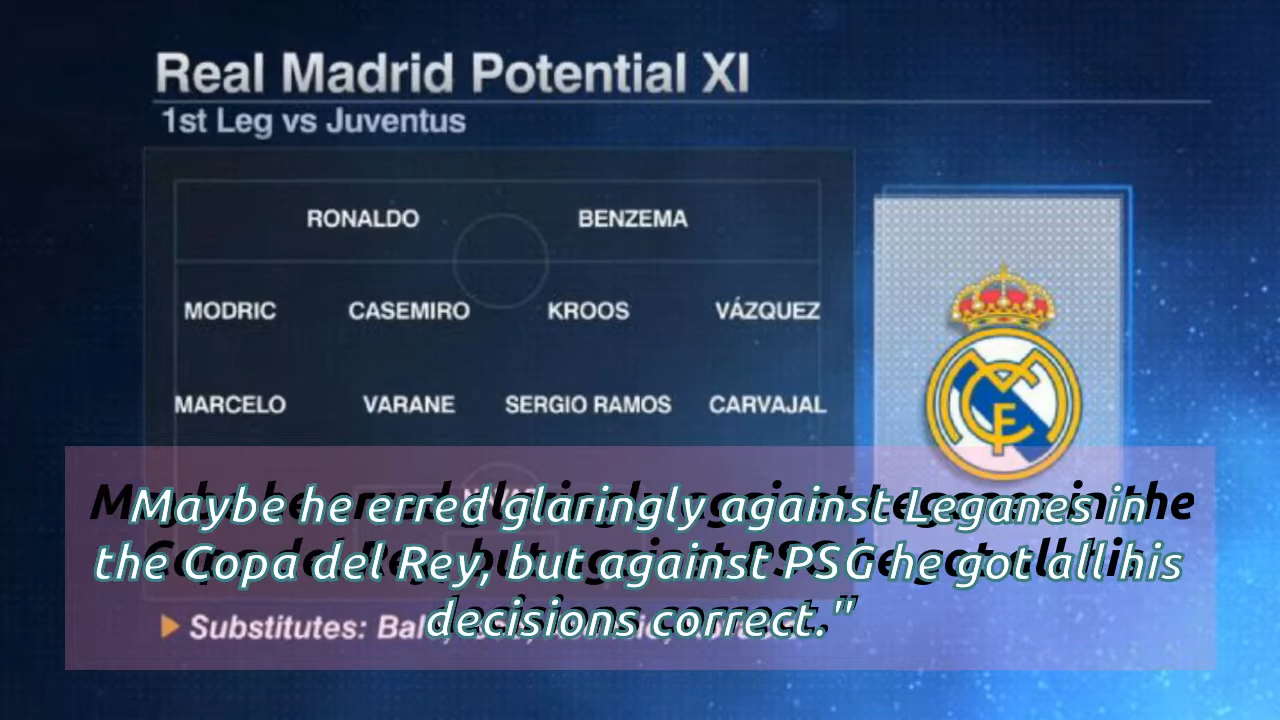 Real Madrid Potential XI
1st Leg vs Juventus
RONALDO BENZEMA
MODRIC CASEMIRO KROOS VÁZQUEZ
MARCELO VARANE SERGIO RAMOS CARVAJAL
Maybe he erred glaringly against Leganes in
the Copa del Rey, but against PSG he got all his
decisions correct."
Substitutes: